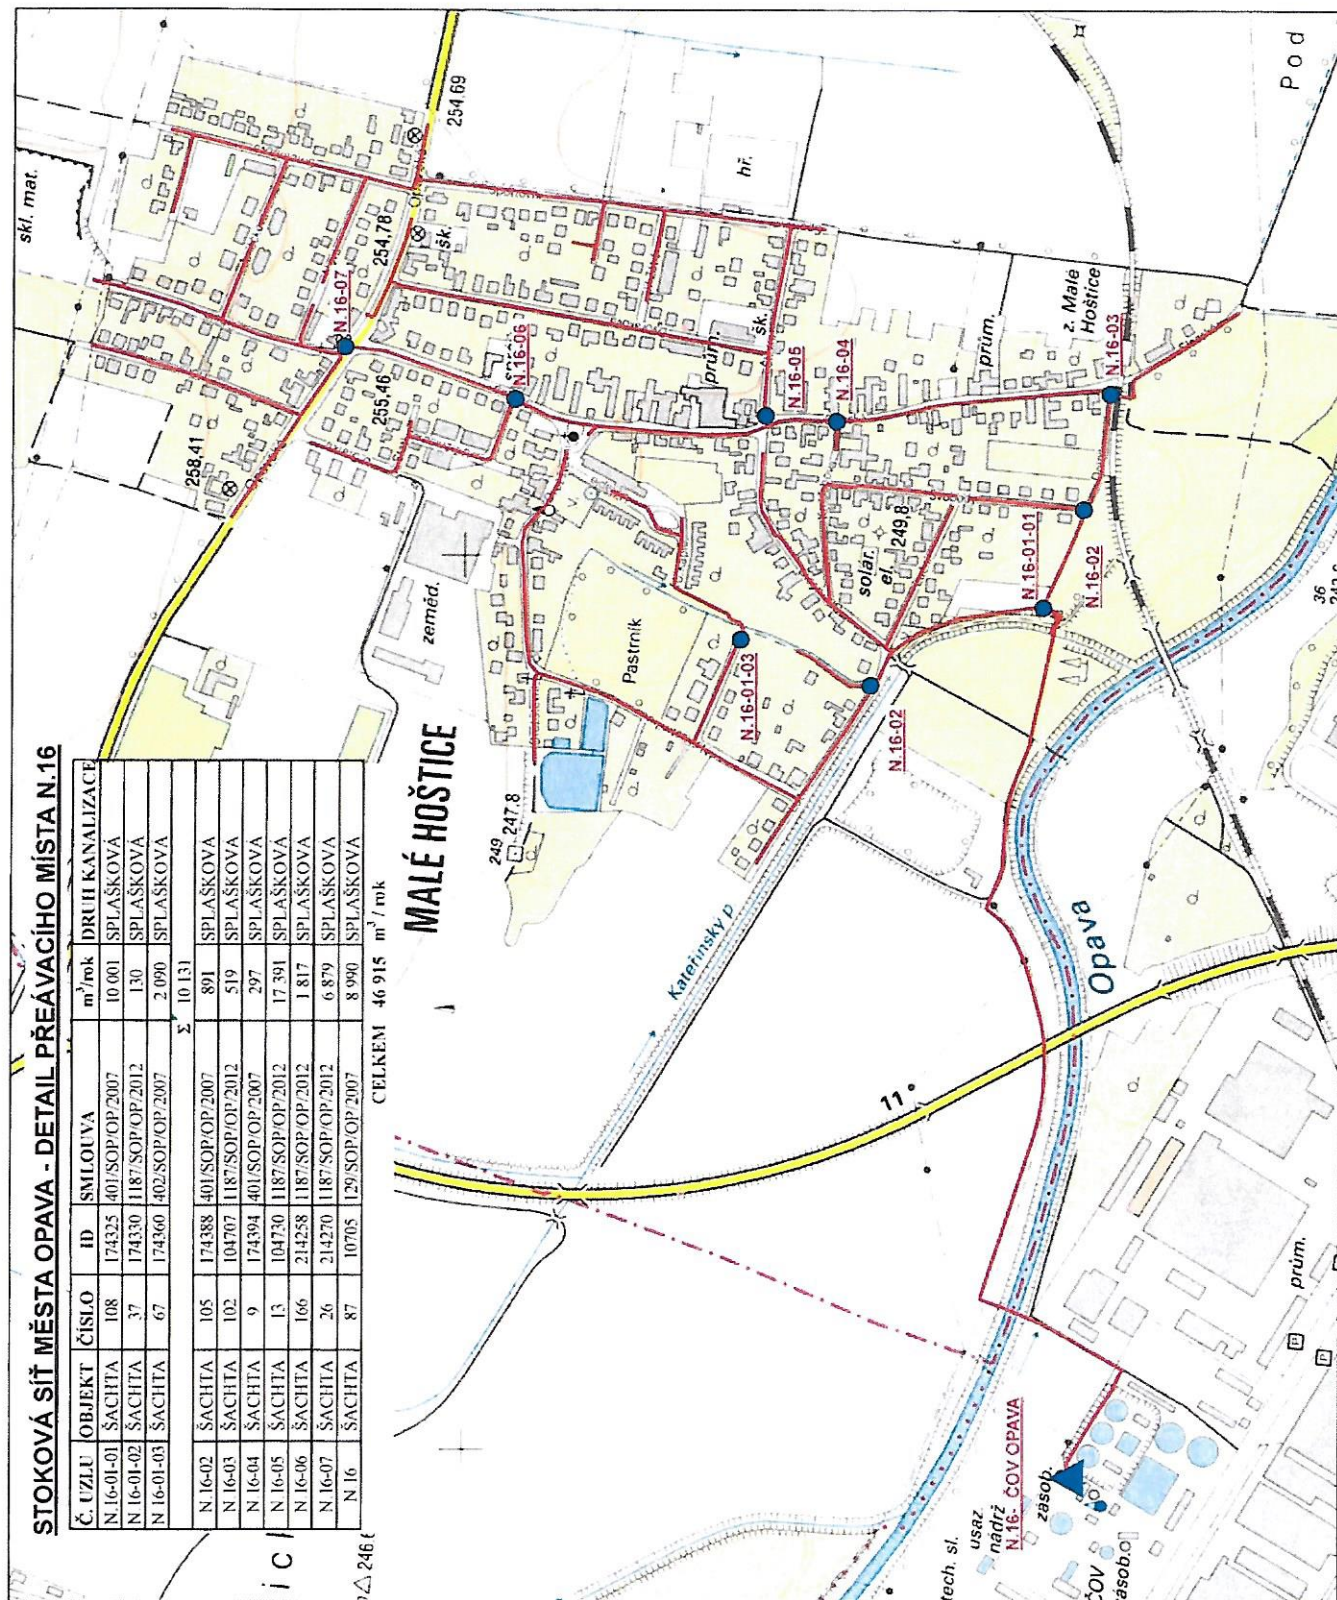 STOKOVÁ SÍŤ MĚSTA OPAVA - DETAIL PŘEÁVACÍHO MÍSTA N.16
Č. UZLU OBJEKT ČÍSLO ID SMLOUVA m³/rok DRUH KANALIZACE
N.16-01-01 ŠACHTA 108 174325 401/SOP/OP/2007 10 001 SPLAŠKOVÁ
N 16-01-02 ŠACHTA 37 174330 1187/SOP/OP/2012 130 SPLAŠKOVÁ
N 16-01-03 ŠACHTA 67 174360 402/SOP/OP/2007 2 090 SPLAŠKOVÁ
Σ 10 131
N 16-02 ŠACHTA 105 174388 401/SOP/OP/2007 891 SPLAŠKOVÁ
N 16-03 ŠACHTA 102 104707 1187/SOP/OP/2012 519 SPLAŠKOVÁ
N 16-04 ŠACHTA 9 174394 401/SOP/OP/2007 297 SPLAŠKOVÁ
N 16-05 ŠACHTA 13 104730 1187/SOP/OP/2012 17 391 SPLAŠKOVÁ
N 16-06 ŠACHTA 166 214258 1187/SOP/OP/2012 1 817 SPLAŠKOVÁ
N 16-07 ŠACHTA 26 214270 1187/SOP/OP/2012 6 879 SPLAŠKOVÁ
N 16 ŠACHTA 87 10705 129/SOP/OP/2007 8 990 SPLAŠKOVÁ
CELKEM 46 915 m³ / rok
MALÉ HOŠTICE
skl. mat.
258.41
N.16-07
254.78
254.69
255.46
šk.
N.16-06
zeměd.
hř.
Pastrník
prům.
šk.
N.16-05
N.16-04
249
247.8
N.16-01-03
solár.
el.
249,8
N.16-02
prům.
z. Malé
Hoštice
N.16-03
N.16-01-01
N.16-02
Kateřinský p
Opava
11
Pod
36
prům.
tech. sl.
usaz.
nádrž
N.16- ČOV OPAVA
zásob.
ČOV
zásob.